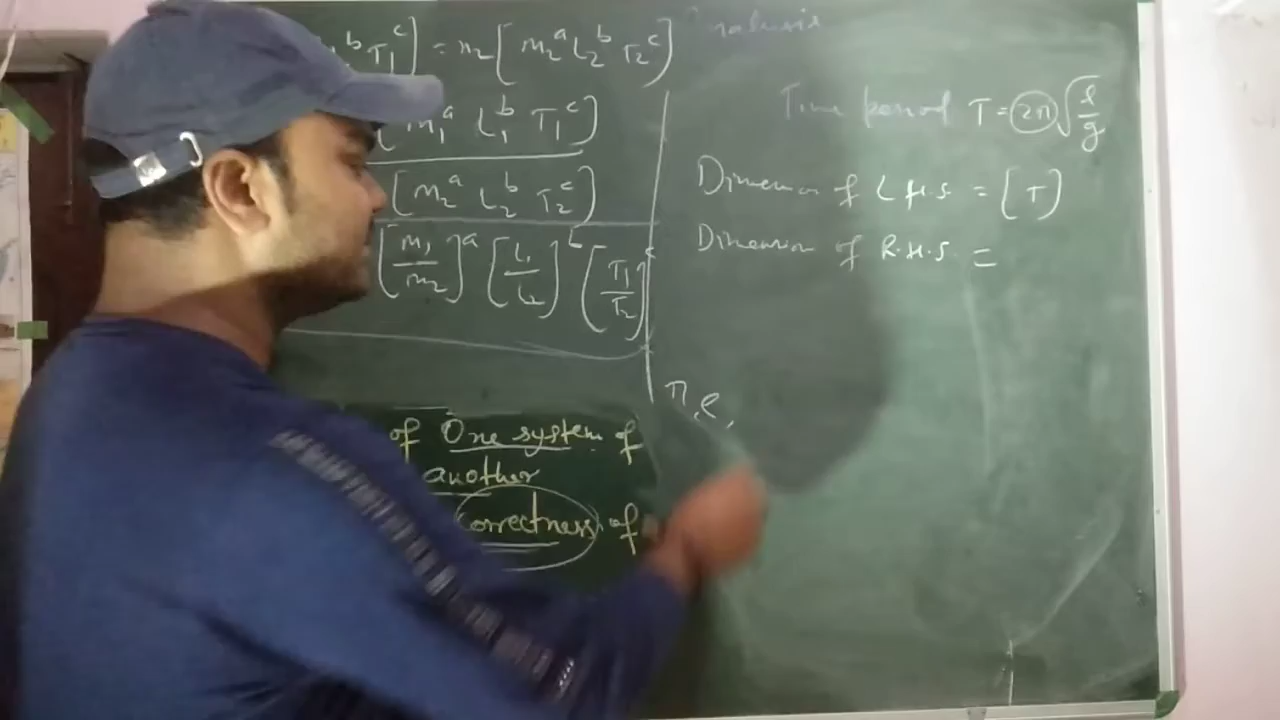 b T₁ᶜ] = n₂[M₂ᵃ L₂ᵇ T₂ᶜ]
[M₁ᵃ L₁ᵇ T₁ᶜ]
[M₂ᵃ L₂ᵇ T₂ᶜ]
[M₁/M₂]ᵃ [L₁/L₂]ᵇ [T₁/T₂]ᶜ
of One system of
another
correctness of
Time period T = 2π√l/g
Dimension of L.H.S. = [T]
Dimension of R.H.S. =
π, e,